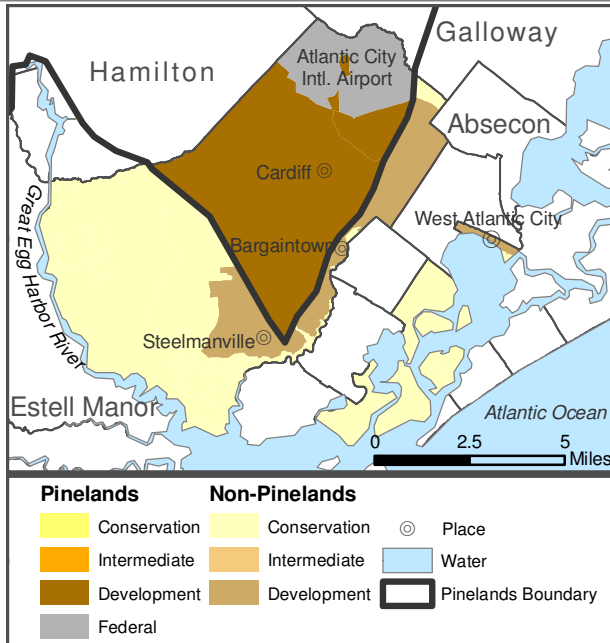 Galloway
Atlantic City
Intl. Airport
Hamilton
Absecon
Cardiff
West Atlantic City
Bargaintown
Great Egg Harbor River
Steelmanville
Estell Manor
Atlantic Ocean
0 2.5 5
Miles
Pinelands Non-Pinelands
Conservation Conservation Place
Intermediate Intermediate Water
Development Development Pinelands Boundary
Federal